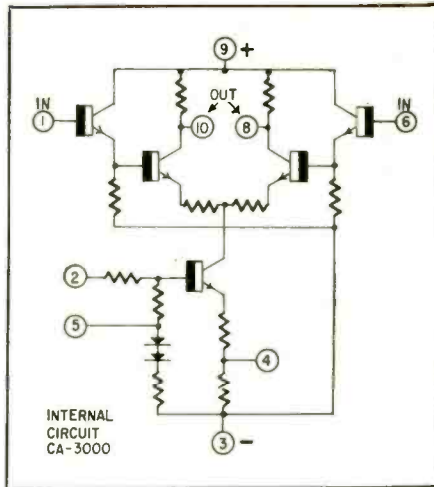 9 +
IN
OUT
IN
1
10
8
6
2
5
4
INTERNAL
CIRCUIT
CA-3000
3 -